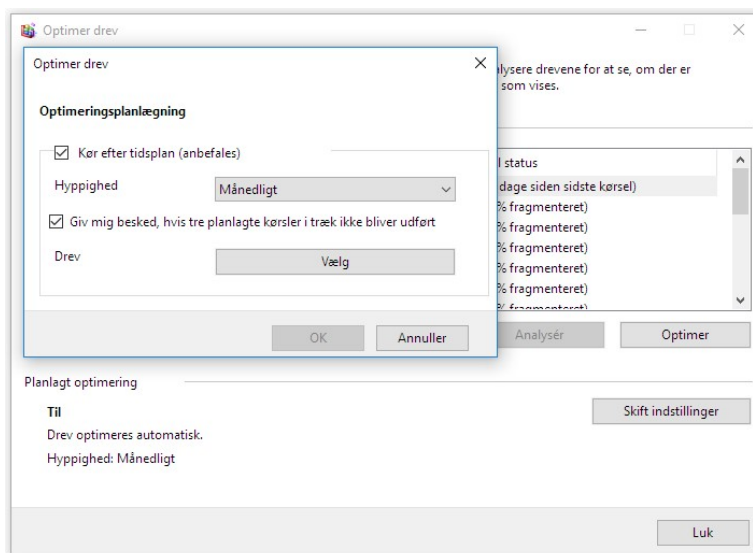 Optimer drev
Optimer drev
Optimeringsplanlægning
Kør efter tidsplan (anbefales)
Hyppighed
Månedligt
Giv mig besked, hvis tre planlagte kørsler i træk ikke bliver udført
Drev
Vælg
OK
Annuller
drevene for at se, om der er
som vises.
status
dage siden sidste kørsel)
% fragmenteret)
% fragmenteret)
% fragmenteret)
% fragmenteret)
% fragmenteret)
Analysér
Optimer
Planlagt optimering
Til
Skift indstillinger
Drev optimeres automatisk.
Hyppighed: Månedligt
Luk